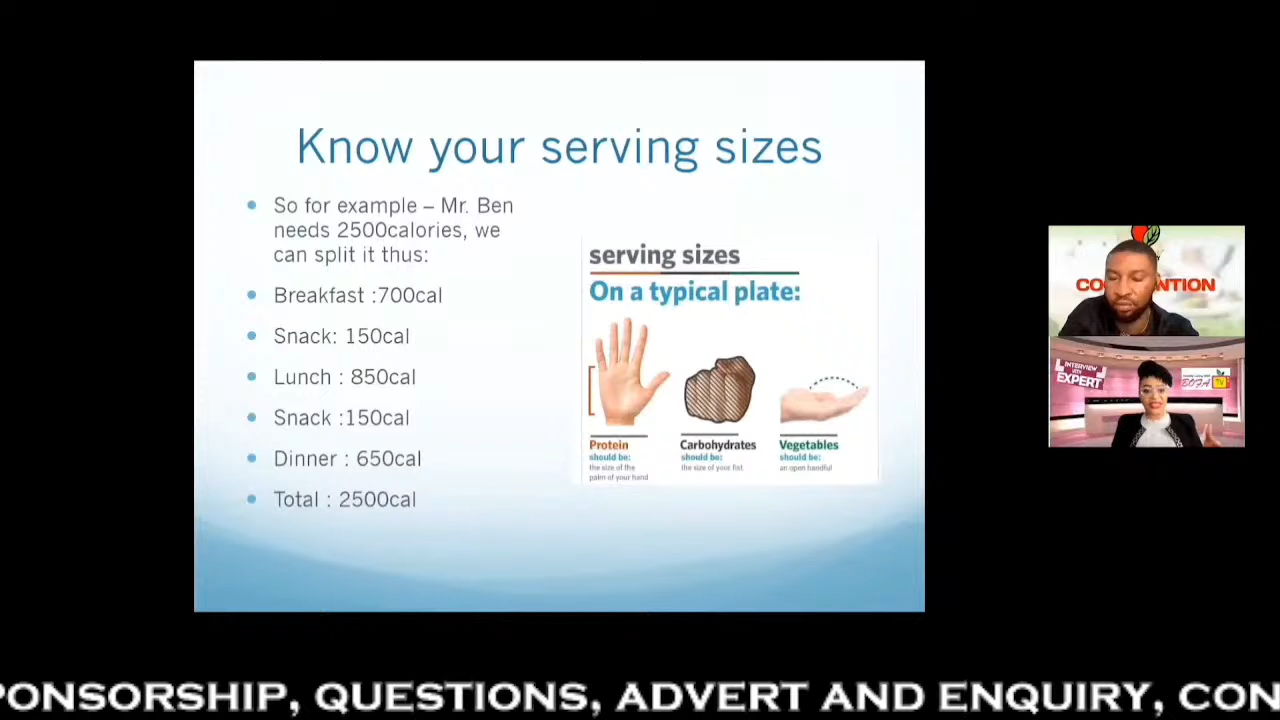 Know your serving sizes
So for example – Mr. Ben
needs 2500calories, we
can split it thus:
Breakfast :700cal
Snack: 150cal
Lunch : 850cal
Snack :150cal
Dinner : 650cal
Total : 2500cal
serving sizes
On a typical plate:
Protein
should be:
the size of the
palm of your hand
Carbohydrates
should be:
the size of your fist
Vegetables
should be:
an open handful
INTERVIEW
EXPERT
BOFA
TV
PONSORSHIP, QUESTIONS, ADVERT AND ENQUIRY, CON